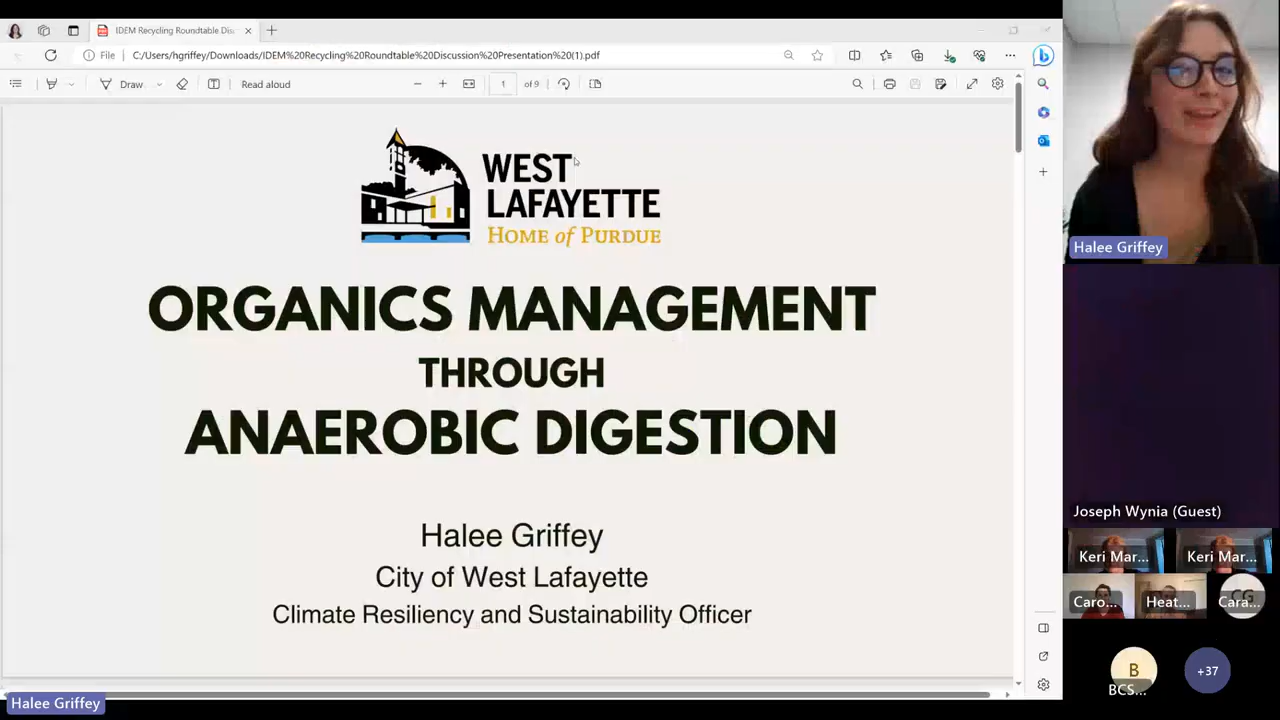 IDEM Recycling Roundtable Disc
File
C:/Users/hgriffey/Downloads/IDEM%20Recycling%20Roundtable%20Discussion%20Presentation%20(1).pdf
Draw
Read aloud
1
of 9
WEST
LAFAYETTE
HOME of PURDUE
ORGANICS MANAGEMENT
THROUGH
ANAEROBIC DIGESTION
Halee Griffey
City of West Lafayette
Climate Resiliency and Sustainability Officer
Halee Griffey
Halee Griffey
Joseph Wynia (Guest)
Keri Mar...
Keri Mar...
Caro...
Heat...
CG
Cara...
B
BCS...
+37